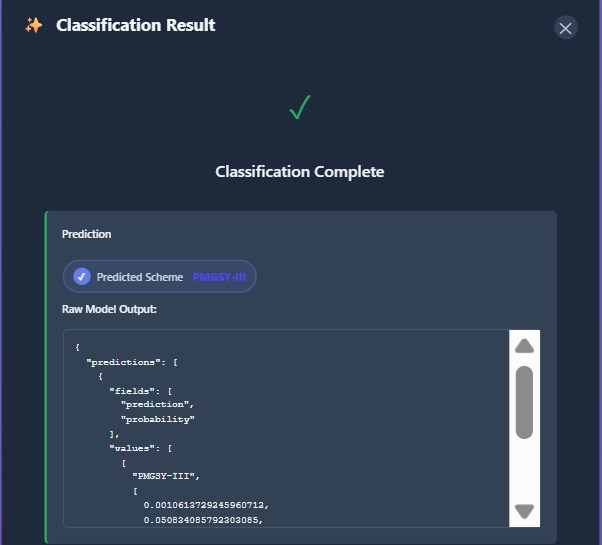 Classification Result
Classification Complete
Prediction
Predicted Scheme PMGSY-III
Raw Model Output:
{
"predictions": [
{
"fields": [
"prediction",
"probability"
],
"values": [
[
"PMGSY-III",
[
0.0010613729245960712,
0.050834085792303085,